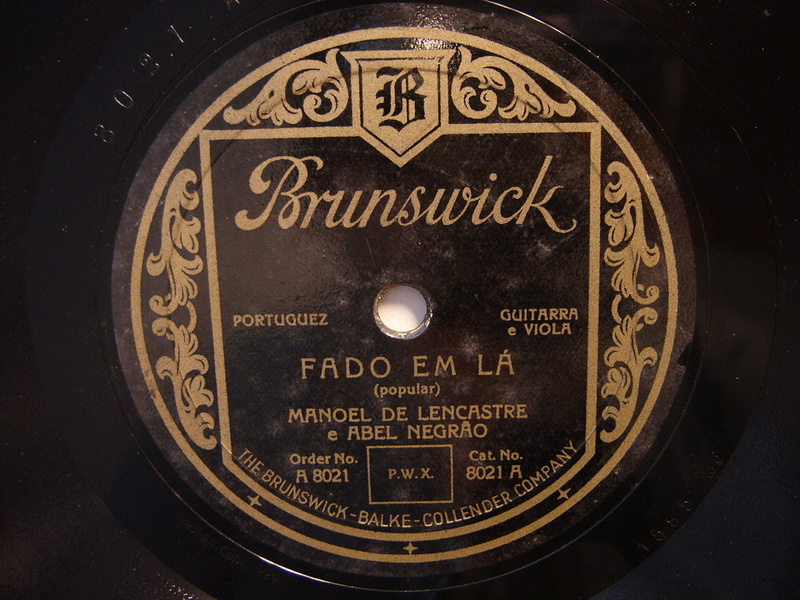 8021 A
B
Brunswick
PORTUGUEZ
GUITARRA
e VIOLA
FADO EM LÁ
(popular)
MANOEL DE LENCASTRE
e ABEL NEGRÃO
Order No.
A 8021
P.W.X.
Cat. No.
8021 A
THE BRUNSWICK-BALKE-COLLENDER COMPANY